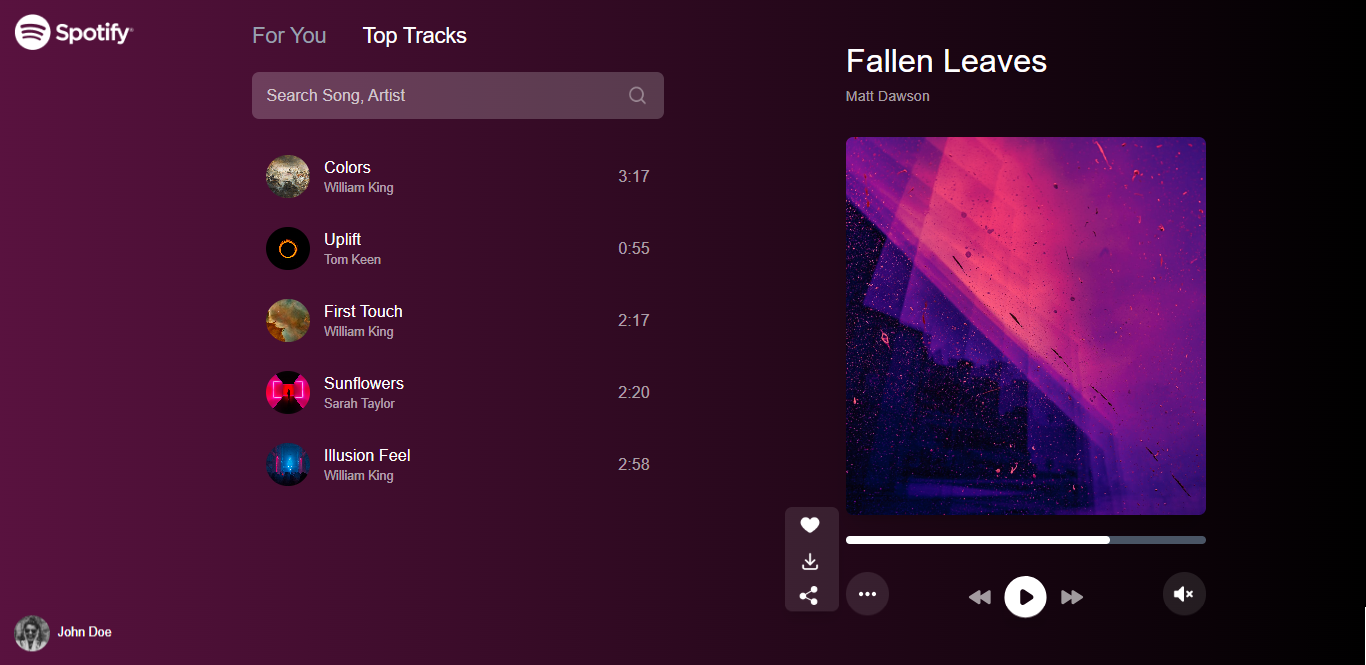 Spotify
For You
Top Tracks
Search Song, Artist
Colors
William King
3:17
Uplift
Tom Keen
0:55
First Touch
William King
2:17
Sunflowers
Sarah Taylor
2:20
Illusion Feel
William King
2:58
John Doe
Fallen Leaves
Matt Dawson